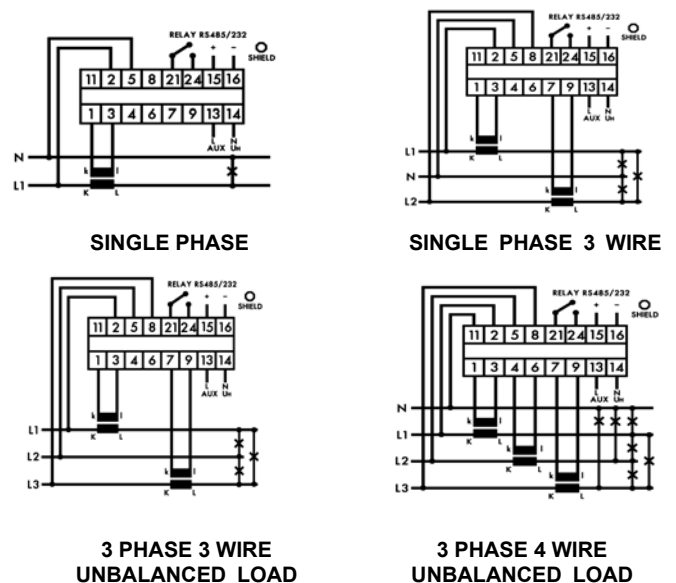 RELAY RS485/232 + − SHIELD
11 2 5 8 21 24 15 16
1 3 4 6 7 9 13 14
L AUX N UH
N
k l
L1
K L
SINGLE PHASE
RELAY RS485/232 + − SHIELD
11 2 5 8 21 24 15 16
1 3 4 6 7 9 13 14
L AUX N UH
k l
L1
K L
N
k l
L2
K L
SINGLE PHASE 3 WIRE
RELAY RS485/232 + − SHIELD
11 2 5 8 21 24 15 16
1 3 4 6 7 9 13 14
L AUX N UH
k l
L1
K L
L2
k l
L3
K L
3 PHASE 3 WIRE
UNBALANCED LOAD
RELAY RS485/232 + − SHIELD
11 2 5 8 21 24 15 16
1 3 4 6 7 9 13 14
L AUX N UH
N
k l
L1
K L
k l
L2
K L
k l
L3
K L
3 PHASE 4 WIRE
UNBALANCED LOAD